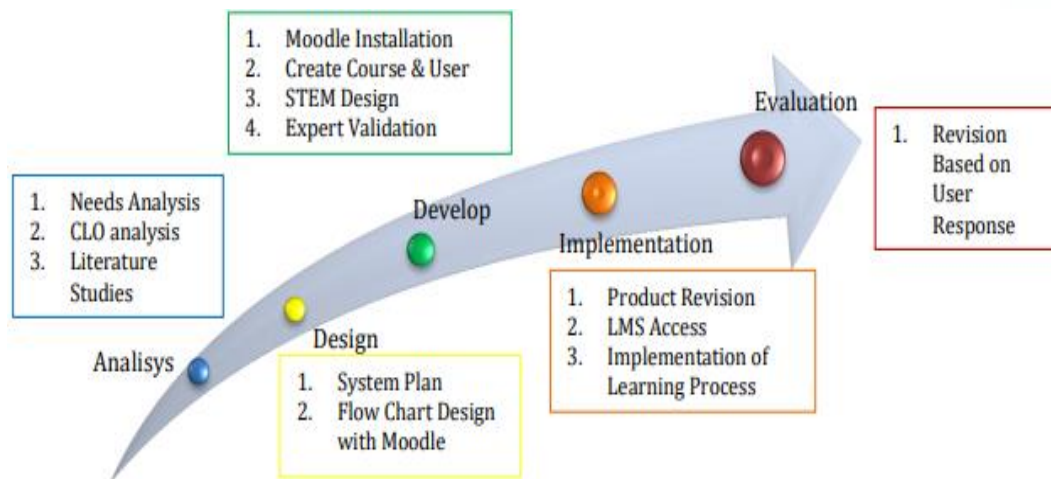 1. Moodle Installation
2. Create Course & User
3. STEM Design
4. Expert Validation
Evaluation
1. Revision
Based on
User
Response
1. Needs Analysis
2. CLO analysis
3. Literature
Studies
Develop
Implementation
1. Product Revision
2. LMS Access
3. Implementation of
Learning Process
Analisys
Design
1. System Plan
2. Flow Chart Design
with Moodle